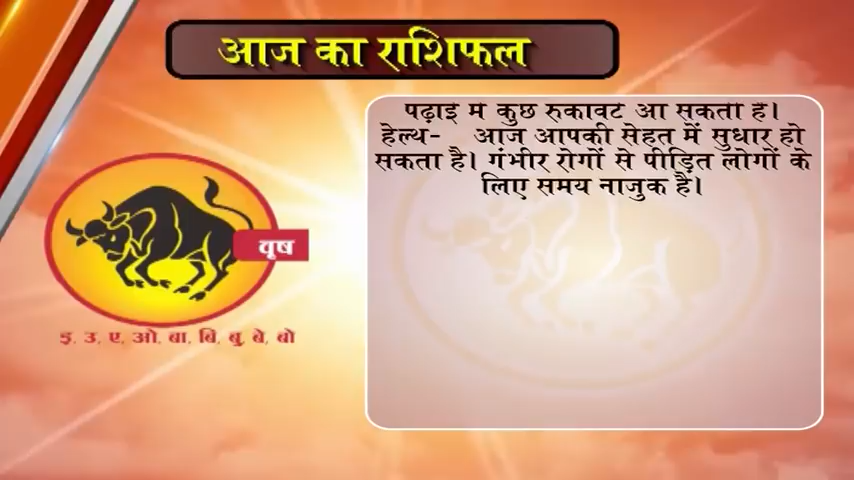 आज का राशिफल
पढ़ाई में कुछ रुकावट आ सकती है।
हेल्थ- आज आपकी सेहत में सुधार हो
सकता है। गंभीर रोगों से पीड़ित लोगों के
लिए समय नाजुक है।
वृष
इ, उ, ए, ओ, बा, बि, बु, बे, बो